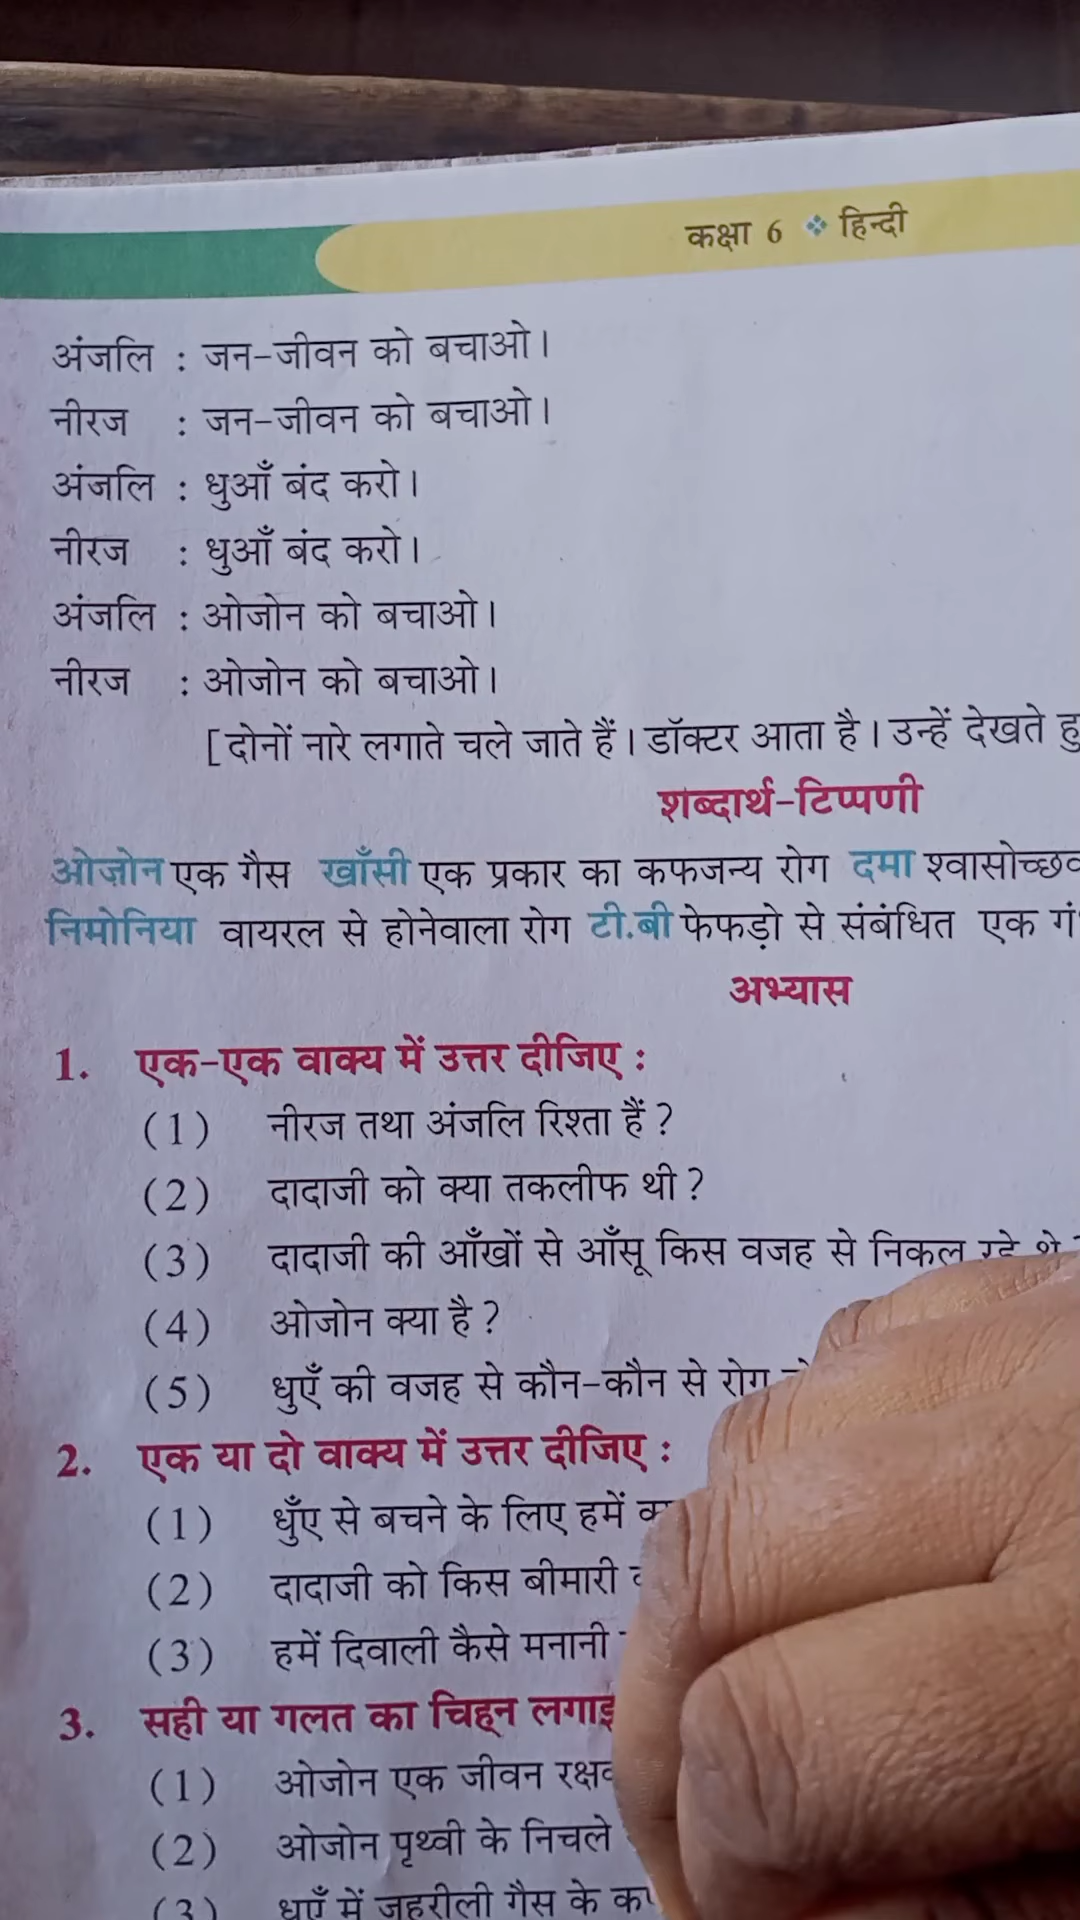 कक्षा 6 ❖ हिन्दी
अंजलि : जन-जीवन को बचाओ।
नीरज : जन-जीवन को बचाओ।
अंजलि : धुआँ बंद करो।
नीरज : धुआँ बंद करो।
अंजलि : ओजोन को बचाओ।
नीरज : ओजोन को बचाओ।
[दोनों नारे लगाते चले जाते हैं। डॉक्टर आता है। उन्हें देखते
शब्दार्थ-टिप्पणी
ओज़ोन एक गैस खाँसी एक प्रकार का कफजन्य रोग दमा
निमोनिया वायरल से होनेवाला रोग टी.बी फेफड़ो से संबंधित एक
अभ्यास
1. एक-एक वाक्य में उत्तर दीजिए :
(1) नीरज तथा अंजलि रिश्ता हैं ?
(2) दादाजी को क्या तकलीफ थी ?
(3) दादाजी की आँखों से आँसू किस वजह से निकल रहे थे
(4) ओजोन क्या है ?
(5) धुएँ की वजह से कौन-कौन से रोग
2. एक या दो वाक्य में उत्तर दीजिए :
(1) धुँए से बचने के लिए हमें
(2) दादाजी को किस बीमारी
(3) हमें दिवाली कैसे मनानी
3. सही या गलत का चिह्न
(1) ओजोन एक जीवन
(2) ओजोन पृथ्वी के निचले
(3) धुएँ में जहरीली गैस के